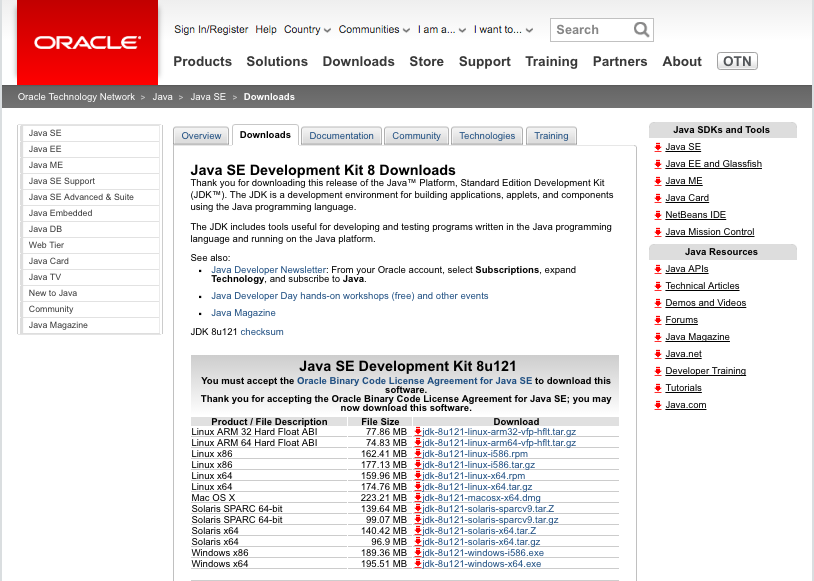 ORACLE
Sign In/Register Help Country Communities I am a... I want to... Search
Products Solutions Downloads Store Support Training Partners About OTN
Oracle Technology Network > Java > Java SE > Downloads
Java SE
Java EE
Java ME
Java SE Support
Java SE Advanced & Suite
Java Embedded
Java DB
Web Tier
Java Card
Java TV
New to Java
Community
Java Magazine
Overview Downloads Documentation Community Technologies Training
Java SE Development Kit 8 Downloads
Thank you for downloading this release of the Java™ Platform, Standard Edition Development Kit
(JDK™). The JDK is a development environment for building applications, applets, and components
using the Java programming language.
The JDK includes tools useful for developing and testing programs written in the Java programming
language and running on the Java platform.
See also:
• Java Developer Newsletter: From your Oracle account, select Subscriptions, expand
Technology, and subscribe to Java.
• Java Developer Day hands-on workshops (free) and other events
• Java Magazine
JDK 8u121 checksum
Java SE Development Kit 8u121
You must accept the Oracle Binary Code License Agreement for Java SE to download this
software.
Thank you for accepting the Oracle Binary Code License Agreement for Java SE; you may
now download this software.
Product / File Description File Size Download
Linux ARM 32 Hard Float ABI 77.86 MB jdk-8u121-linux-arm32-vfp-hflt.tar.gz
Linux ARM 64 Hard Float ABI 74.83 MB jdk-8u121-linux-arm64-vfp-hflt.tar.gz
Linux x86 162.41 MB jdk-8u121-linux-i586.rpm
Linux x86 177.13 MB jdk-8u121-linux-i586.tar.gz
Linux x64 159.96 MB jdk-8u121-linux-x64.rpm
Linux x64 174.76 MB jdk-8u121-linux-x64.tar.gz
Mac OS X 223.21 MB jdk-8u121-macosx-x64.dmg
Solaris SPARC 64-bit 139.64 MB jdk-8u121-solaris-sparcv9.tar.Z
Solaris SPARC 64-bit 99.07 MB jdk-8u121-solaris-sparcv9.tar.gz
Solaris x64 140.42 MB jdk-8u121-solaris-x64.tar.Z
Solaris x64 96.9 MB jdk-8u121-solaris-x64.tar.gz
Windows x86 189.36 MB jdk-8u121-windows-i586.exe
Windows x64 195.51 MB jdk-8u121-windows-x64.exe
Java SDKs and Tools
Java SE
Java EE and Glassfish
Java ME
Java Card
NetBeans IDE
Java Mission Control
Java Resources
Java APIs
Technical Articles
Demos and Videos
Forums
Java Magazine
Java.net
Developer Training
Tutorials
Java.com